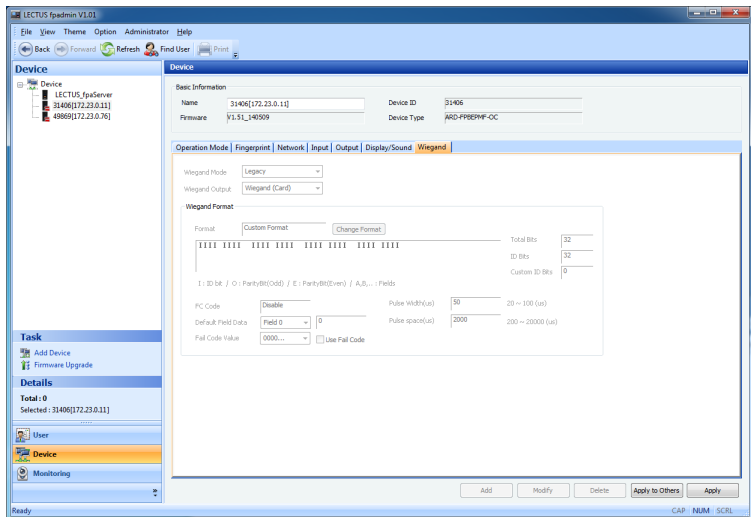 LECTUS fpadmin V1.01
File View Theme Option Administrator Help
Back Forward Refresh Find User Print
Device
Device
LECTUS_fpaServer
31406[172.23.0.11]
49869[172.23.0.76]
Task
Add Device
Firmware Upgrade
Details
Total : 0
Selected : 31406[172.23.0.11]
User
Device
Monitoring
Device
Basic Information
Name 31406[172.23.0.11] Device ID 31406
Firmware V1.51_140509 Device Type ARD-FPBEPMF-OC
Operation Mode Fingerprint Network Input Output Display/Sound Wiegand
Wiegand Mode Legacy
Wiegand Output Wiegand (Card)
Wiegand Format
Format Custom Format Change Format
IIII IIII IIII IIII IIII IIII IIII IIII
Total Bits 32
ID Bits 32
Custom ID Bits 0
I : ID bit / O : ParityBit(Odd) / E : ParityBit(Even) / A,B,... : Fields
FC Code Disable Pulse Width(us) 50 20 ~ 100 (us)
Default Field Data Field 0 0 Pulse space(us) 2000 200 ~ 20000 (us)
Fail Code Value 0000... Use Fail Code
Add Modify Delete Apply to Others Apply
Ready CAP NUM SCRL